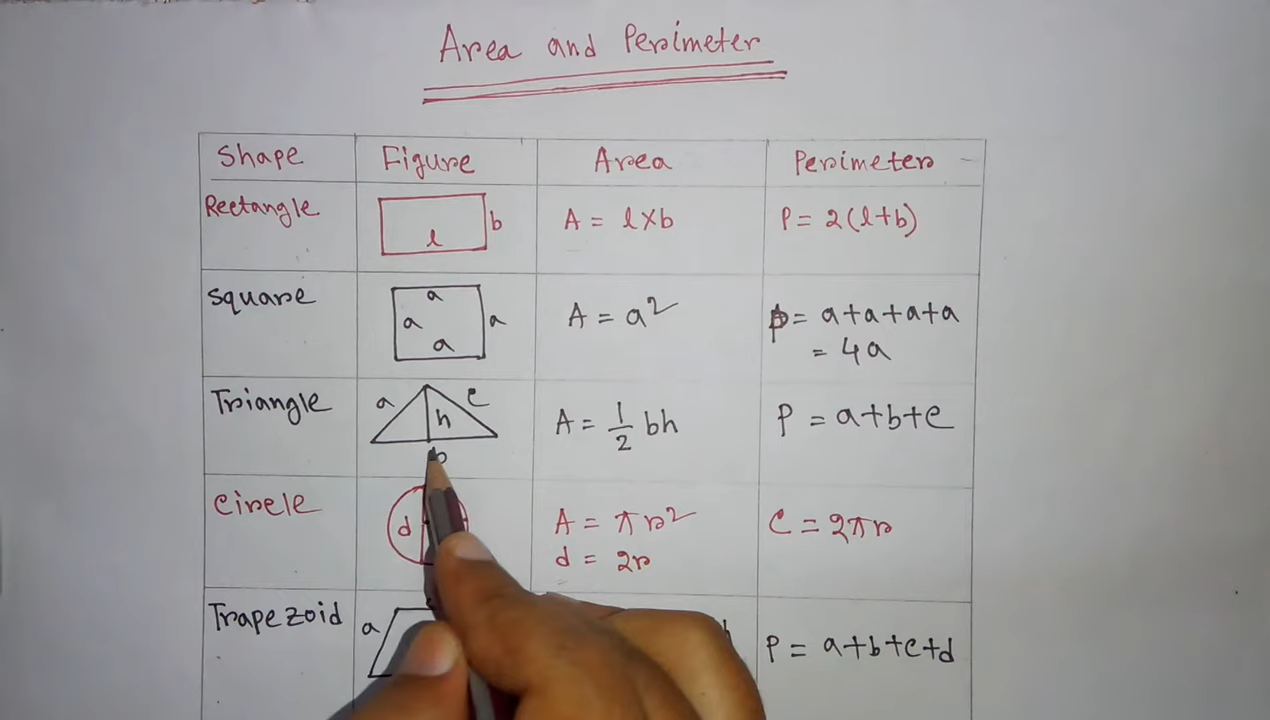 Area and Perimeter
Shape Figure Area Perimeter
Rectangle l b A = l×b P = 2(l+b)
square a a a a A = a² P = a+a+a+a
= 4a
Triangle a c h b A = 1/2 bh P = a+b+c
Circle d A = πr² C = 2πr
d = 2r
Trapezoid a P = a+b+c+d